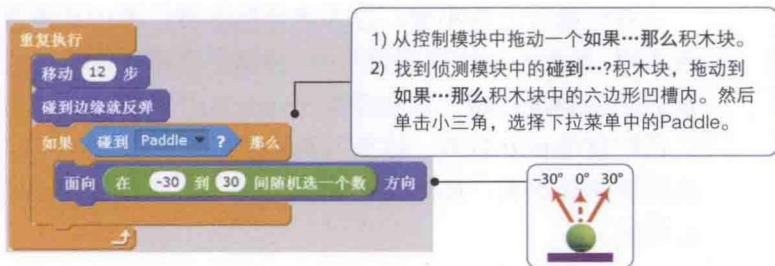 重复执行
移动 12 步
碰到边缘就反弹
如果 碰到 Paddle ? 那么
面向 在 -30 到 30 间随机选一个数 方向
1) 从控制模块中拖动一个如果…那么积木块。
2) 找到侦测模块中的碰到…?积木块，拖动到
如果…那么积木块中的六边形凹槽内。然后
单击小三角，选择下拉菜单中的Paddle。
-30° 0° 30°